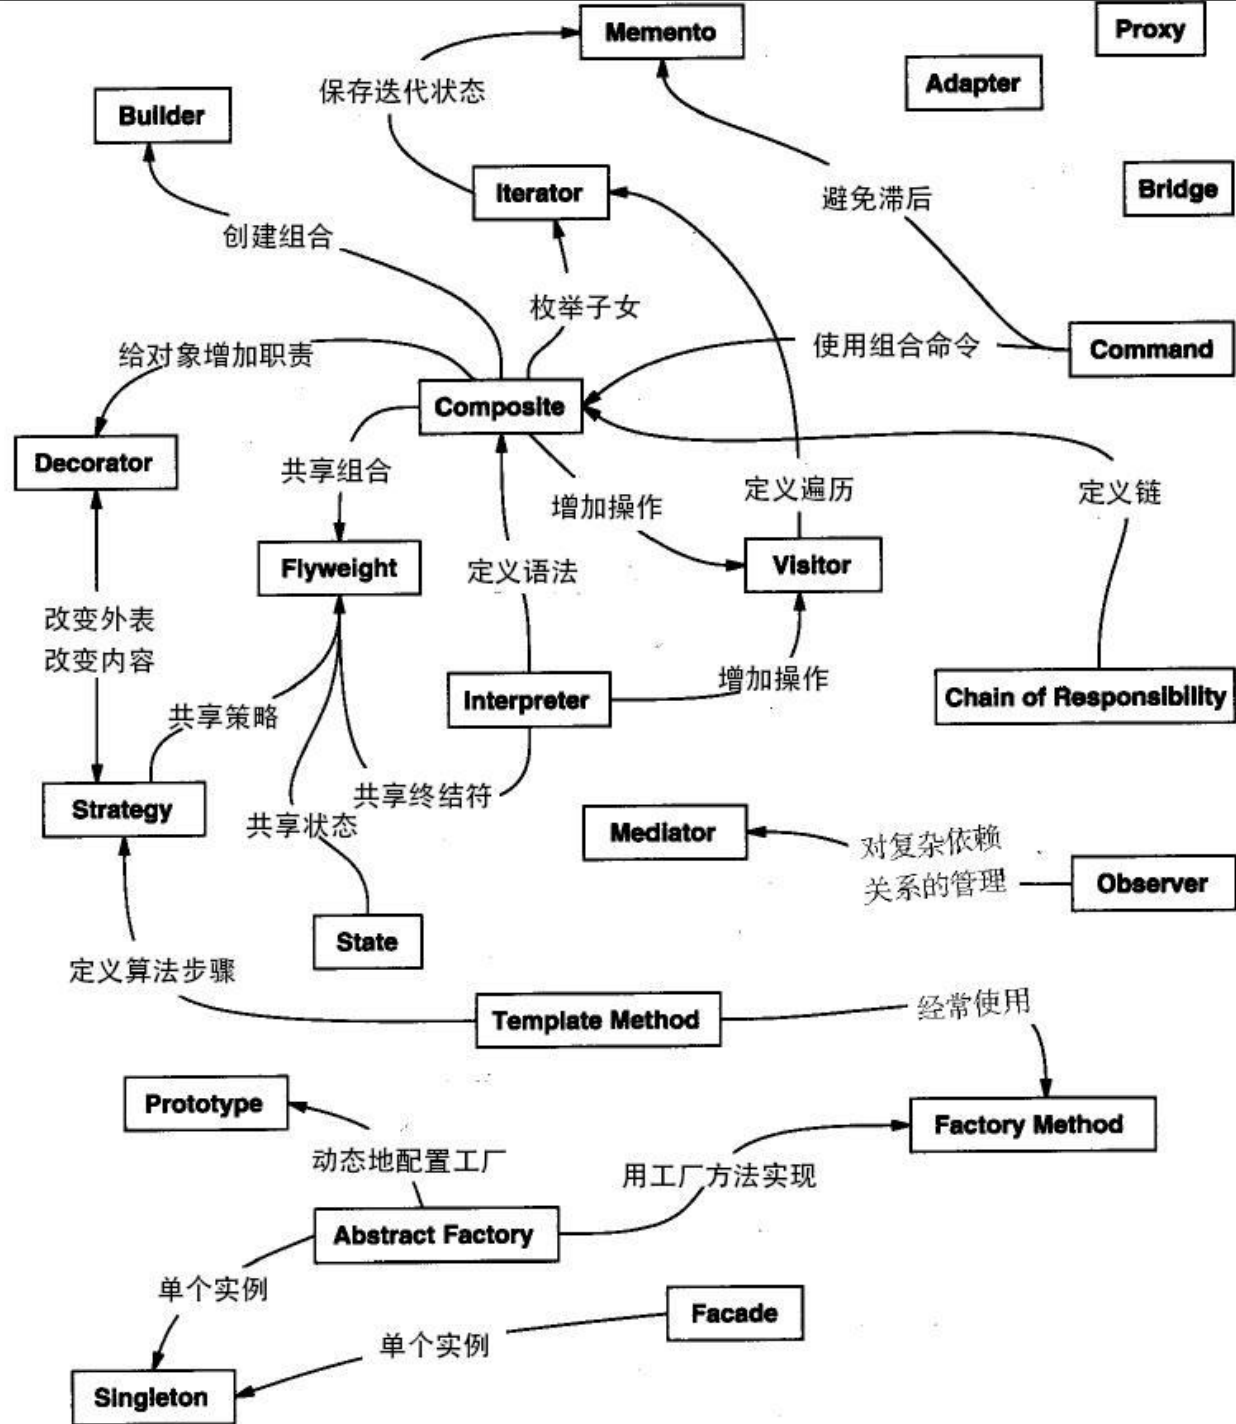 Memento
Proxy
Adapter
保存迭代状态
Builder
Iterator
避免滞后
Bridge
创建组合
枚举子女
给对象增加职责
使用组合命令
Command
Composite
Decorator
共享组合
增加操作
定义遍历
定义链
Flyweight
定义语法
Visitor
改变外表
改变内容
增加操作
Interpreter
Chain of Responsibility
共享策略
共享终结符
Strategy
共享状态
Mediator
对复杂依赖
关系的管理
Observer
State
定义算法步骤
Template Method
经常使用
Prototype
Factory Method
动态地配置工厂
用工厂方法实现
Abstract Factory
单个实例
Facade
单个实例
Singleton